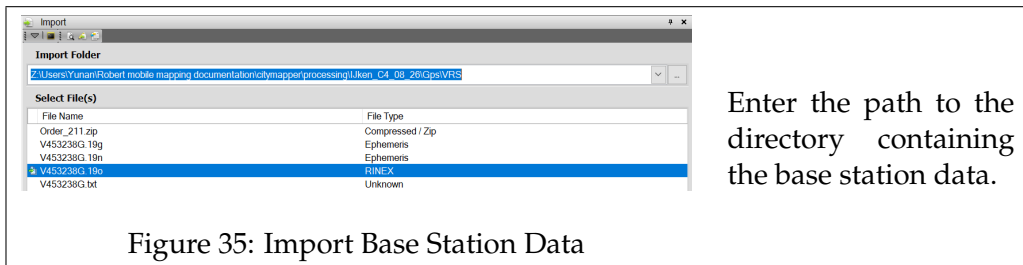 Import
Import Folder
Z:\Users\Yunan\Robert mobile mapping documentation\citymapper\processing\IJken_C4_08_26\Gps\VRS
...
Select File(s)
File Name File Type
Order_211.zip Compressed / Zip
V453238G.19g Ephemeris
V453238G.19n Ephemeris
V453238G.19o RINEX
V453238G.txt Unknown
Enter the path to the
directory containing
the base station data.
Figure 35: Import Base Station Data